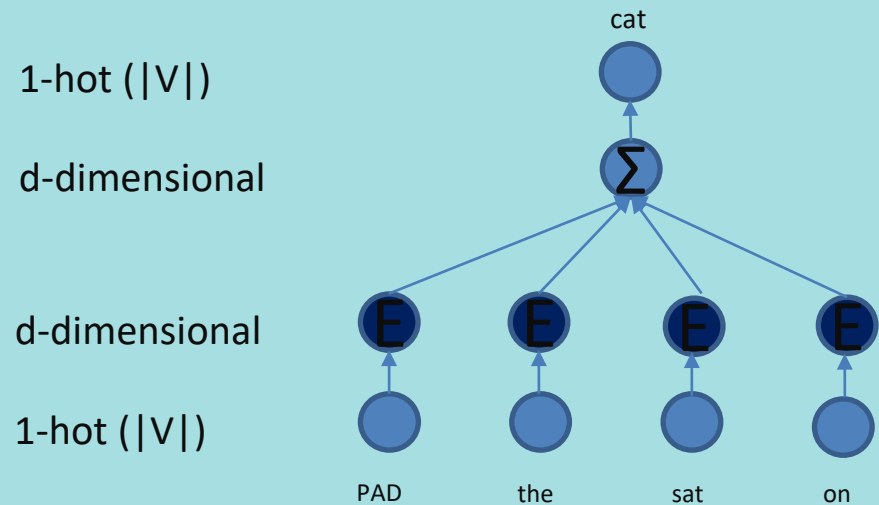 cat
1-hot (|V|)
d-dimensional
Σ
d-dimensional
E E E E
1-hot (|V|)
PAD the sat on